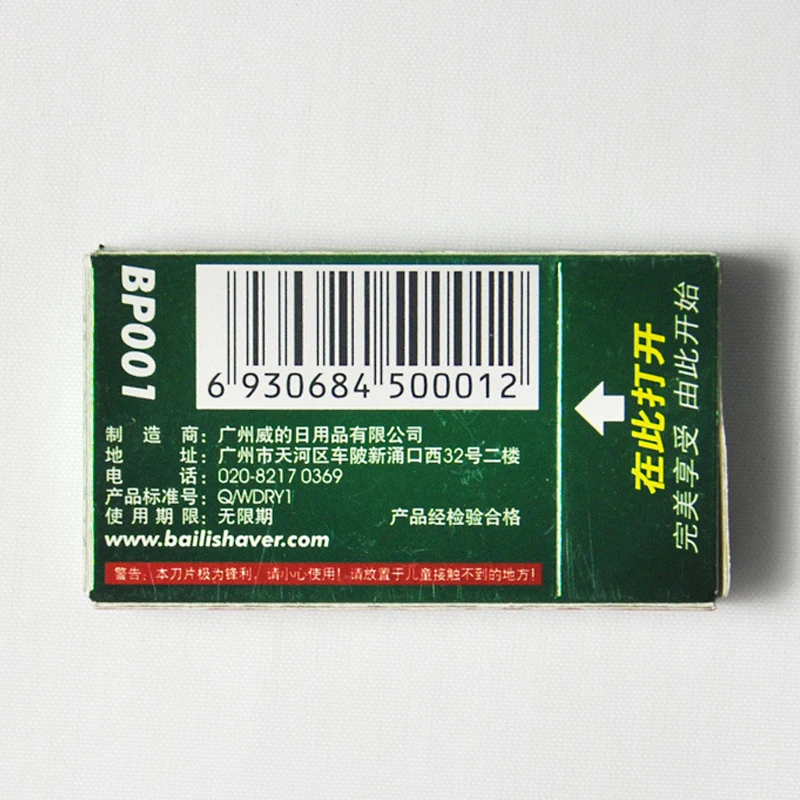 BP001
6 930684 500012
制造商：广州威的日用品有限公司
地址：广州市天河区车陂新涌口西32号二楼
电话：020-8217 0369
产品标准号：Q/WDRY1
使用期限：无限期 产品经检验合格
www.bailishaver.com
警告：本刀片极为锋利，请小心使用！请放置于儿童接触不到的地方！
在此打开
完美享受 由此开始